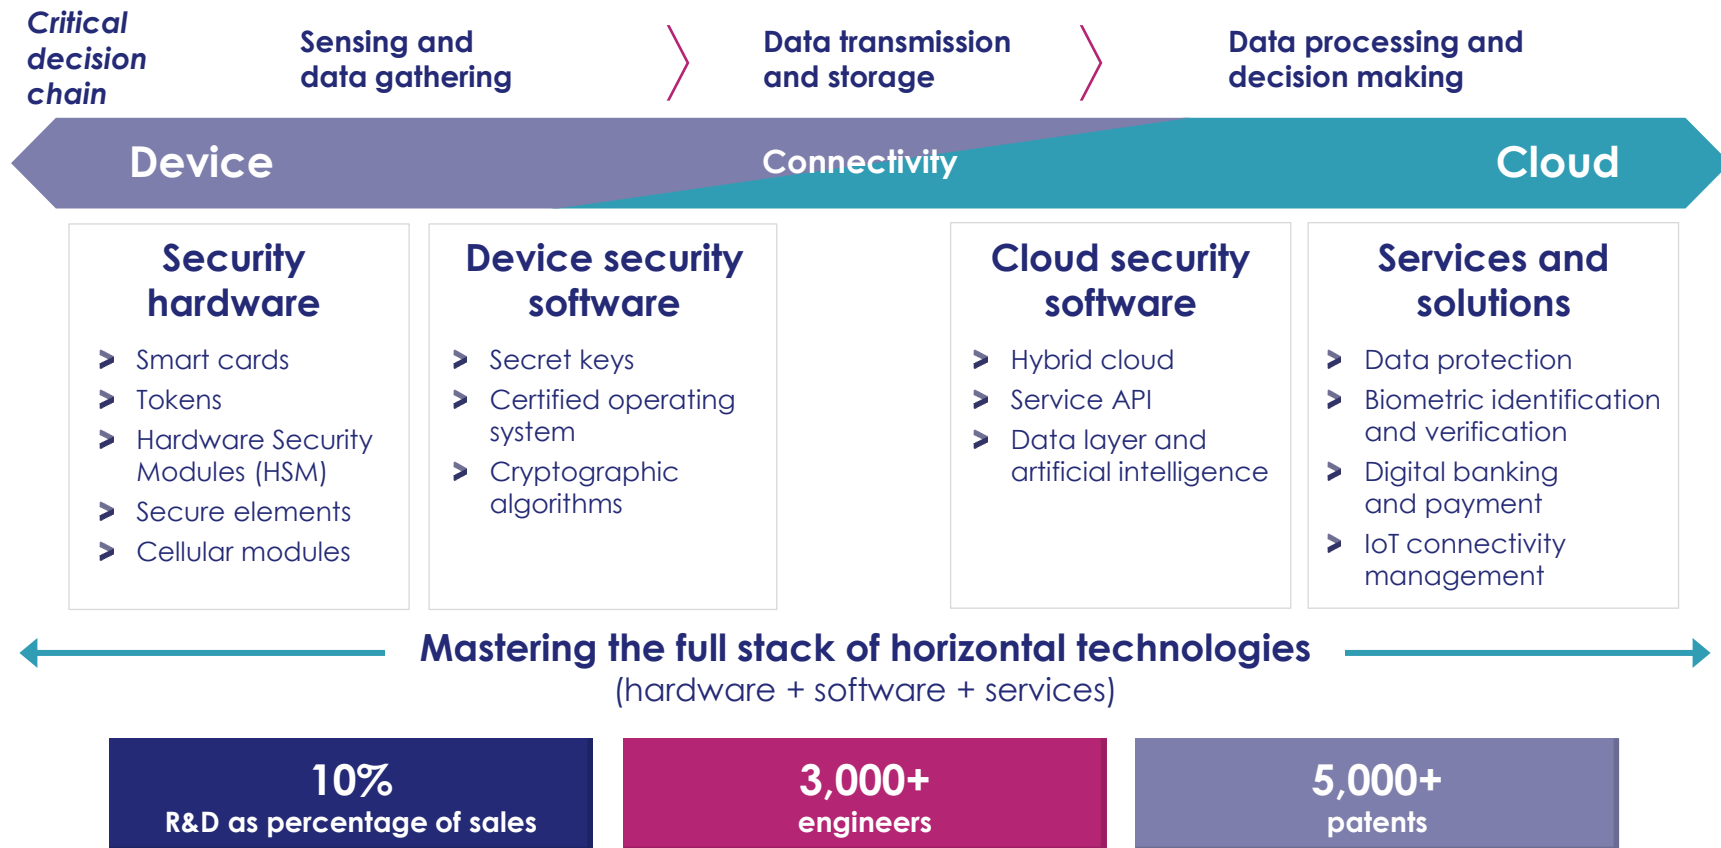 Critical
decision
chain
Sensing and
data gathering
Data transmission
and storage
Data processing and
decision making
Device
Connectivity
Cloud
Security
hardware
> Smart cards
> Tokens
> Hardware Security
Modules (HSM)
> Secure elements
> Cellular modules
Device security
software
> Secret keys
> Certified operating
system
> Cryptographic
algorithms
Cloud security
software
> Hybrid cloud
> Service API
> Data layer and
artificial intelligence
Services and
solutions
> Data protection
> Biometric identification
and verification
> Digital banking
and payment
> IoT connectivity
management
Mastering the full stack of horizontal technologies
(hardware + software + services)
10%
R&D as percentage of sales
3,000+
engineers
5,000+
patents